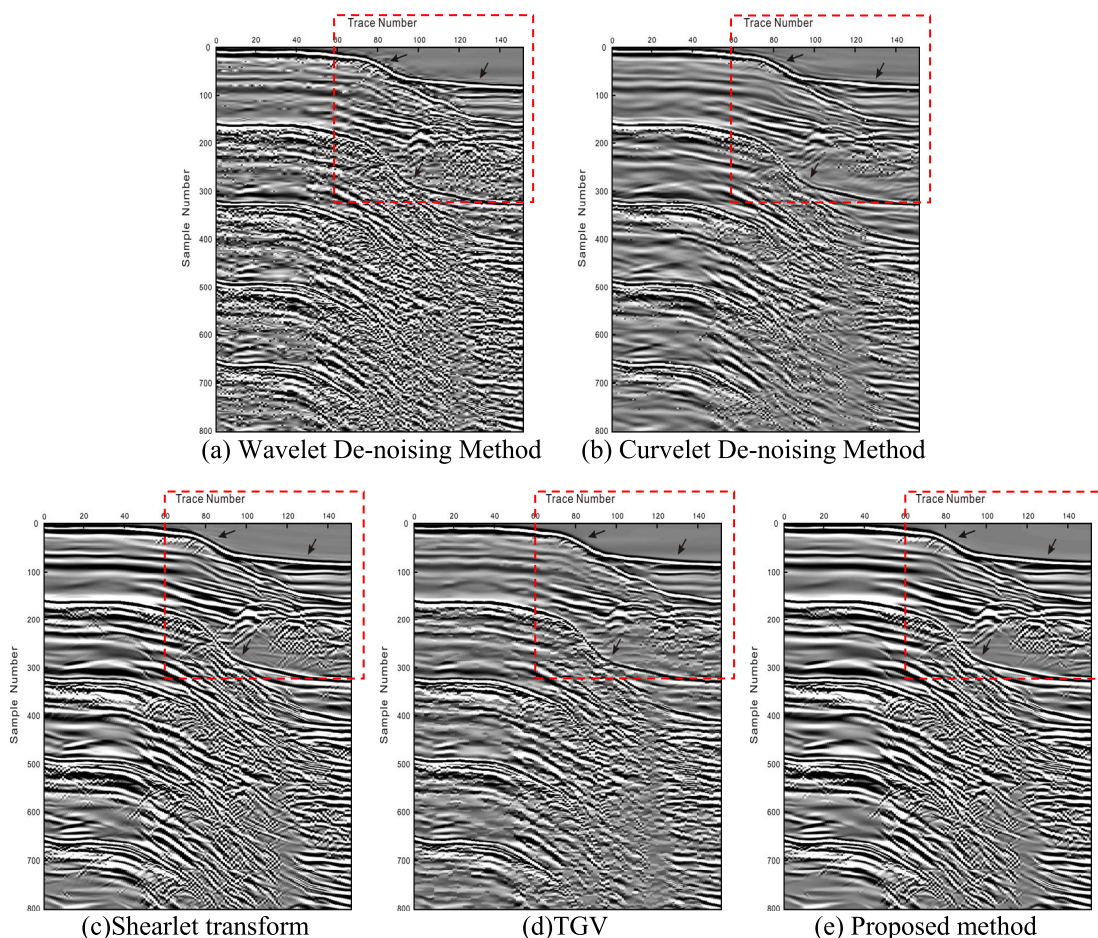 Trace Number
0 20 40 60 80 100 120 140
0
100
200
300
400
500
600
700
800
Sample Number
(a) Wavelet De-noising Method
Trace Number
0 20 40 60 80 100 120 140
0
100
200
300
400
500
600
700
800
Sample Number
(b) Curvelet De-noising Method
Trace Number
0 20 40 60 80 100 120 140
0
100
200
300
400
500
600
700
800
Sample Number
(c)Shearlet transform
Trace Number
0 20 40 60 80 100 120 140
0
100
200
300
400
500
600
700
800
Sample Number
(d)TGV
Trace Number
0 20 40 60 80 100 120 140
0
100
200
300
400
500
600
700
800
Sample Number
(e) Proposed method